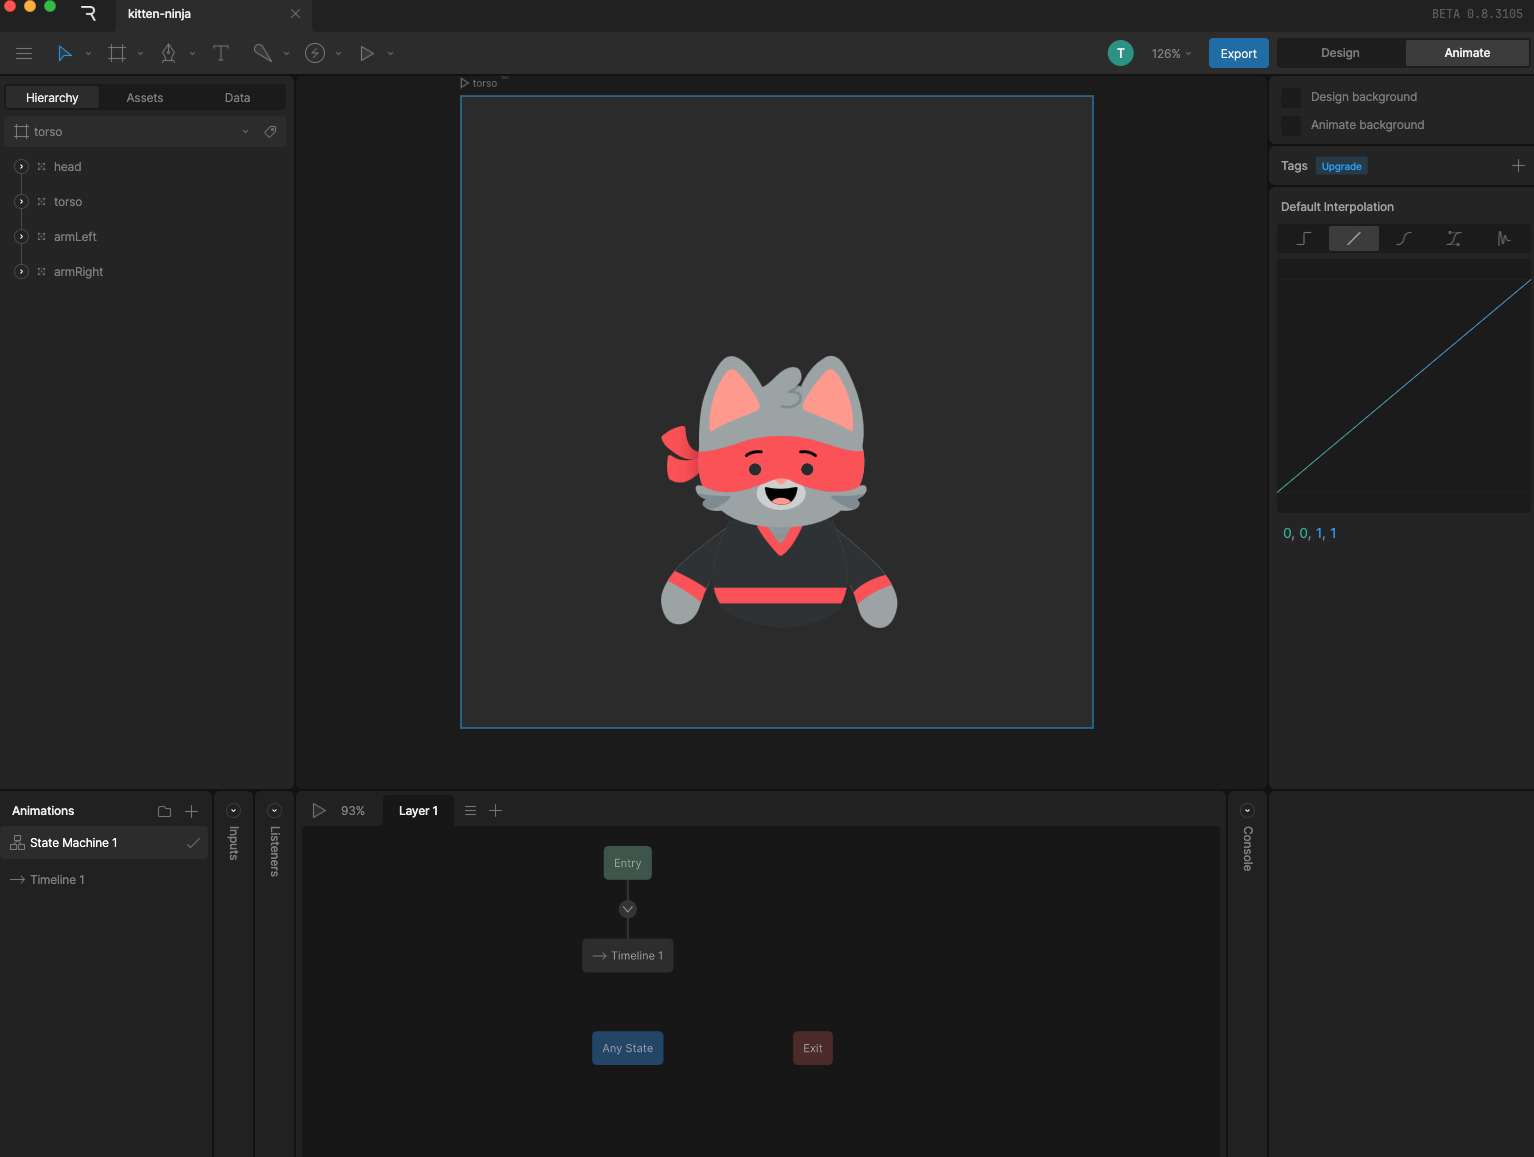 kitten-ninja
BETA 0.8.3105
T
126%
Export
Design
Animate
Hierarchy
Assets
Data
torso
head
torso
armLeft
armRight
torso
Design background
Animate background
Tags
Upgrade
Default Interpolation
0, 0, 1, 1
Animations
State Machine 1
Timeline 1
Inputs
Listeners
93%
Layer 1
Entry
Timeline 1
Any State
Exit
Console